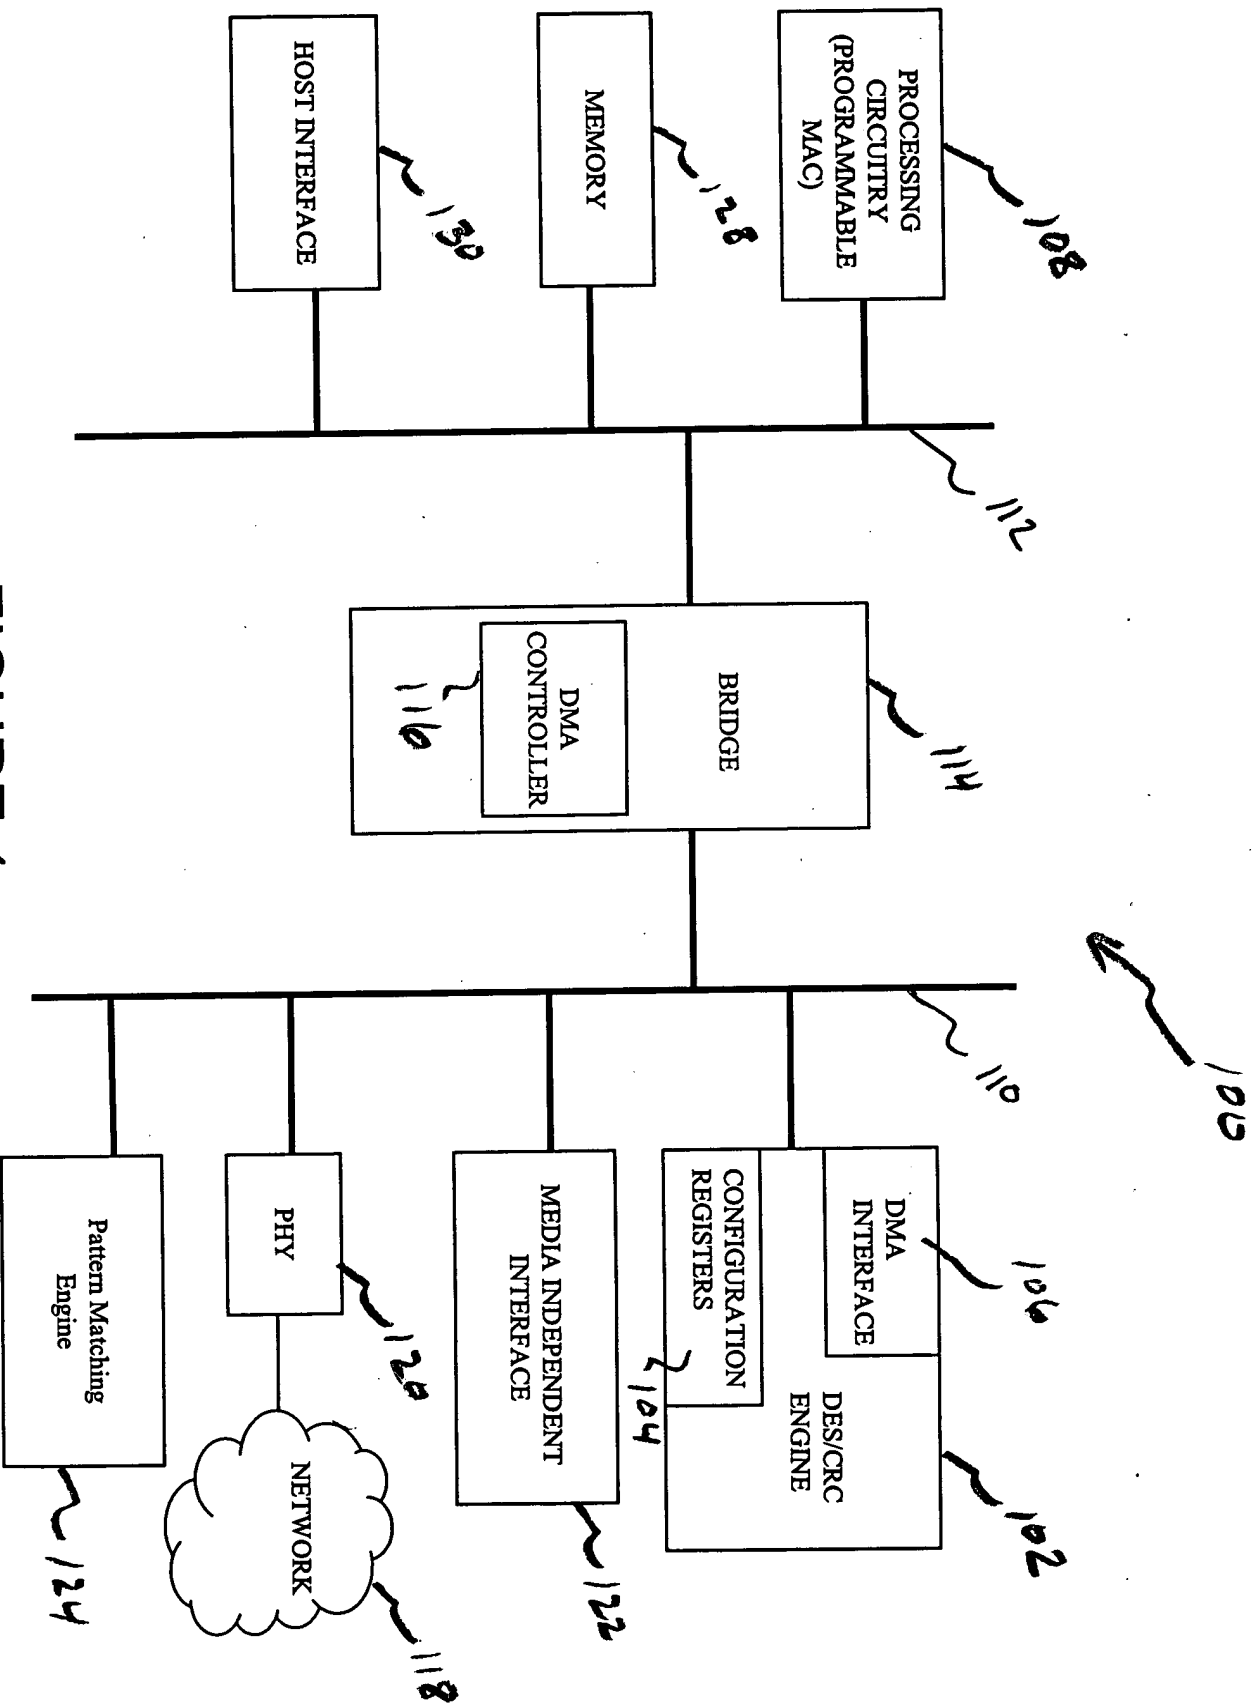 100
108
PROCESSING
CIRCUITRY
(PROGRAMMABLE
MAC)
112
114
BRIDGE
DMA
CONTROLLER
116
110
106
DMA
INTERFACE
102
DES/CRC
ENGINE
CONFIGURATION
REGISTERS
104
128
MEMORY
MEDIA INDEPENDENT
INTERFACE
122
130
HOST INTERFACE
120
PHY
NETWORK
118
Pattern Matching
Engine
124
FIGURE